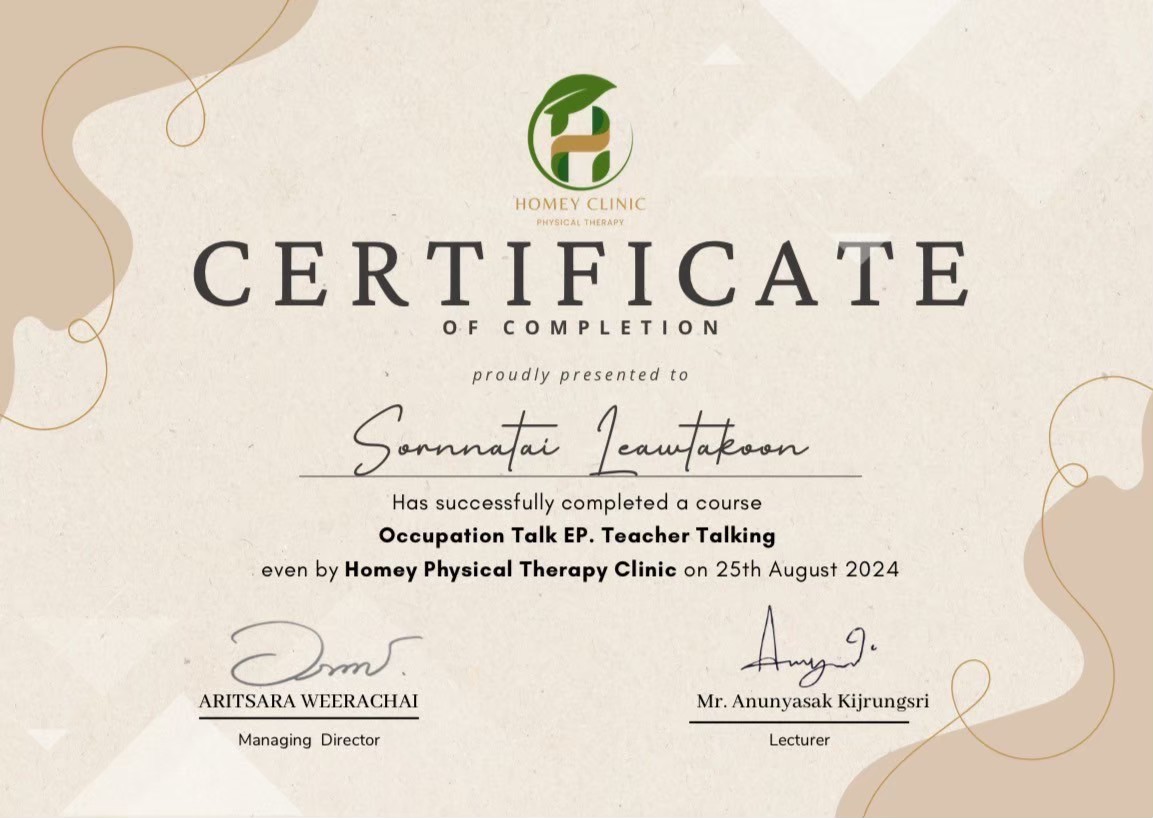 HOMEY CLINIC
PHYSICAL THERAPY
CERTIFICATE
OF COMPLETION
proudly presented to
Sornnatai Leawtakoon
Has successfully completed a course
Occupation Talk EP. Teacher Talking
even by Homey Physical Therapy Clinic on 25th August 2024
ARITSARA WEERACHAI
Managing Director
Mr. Anunyasak Kijrungsri
Lecturer